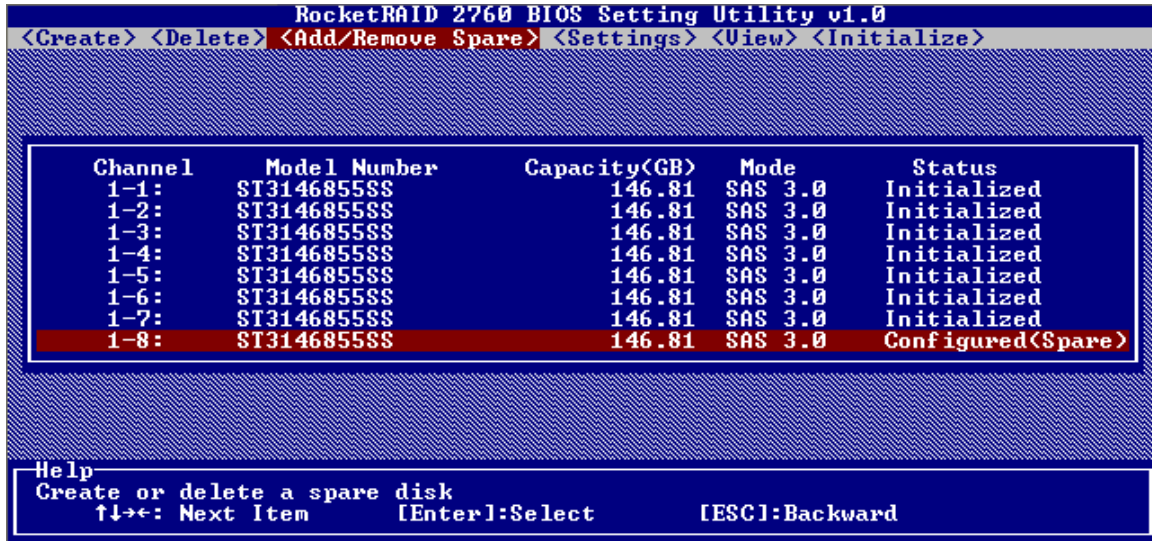 RocketRAID 2760 BIOS Setting Utility v1.0
<Create> <Delete> <Add/Remove Spare> <Settings> <View> <Initialize>
Channel Model Number Capacity(GB) Mode Status
1-1: ST3146855SS 146.81 SAS 3.0 Initialized
1-2: ST3146855SS 146.81 SAS 3.0 Initialized
1-3: ST3146855SS 146.81 SAS 3.0 Initialized
1-4: ST3146855SS 146.81 SAS 3.0 Initialized
1-5: ST3146855SS 146.81 SAS 3.0 Initialized
1-6: ST3146855SS 146.81 SAS 3.0 Initialized
1-7: ST3146855SS 146.81 SAS 3.0 Initialized
1-8: ST3146855SS 146.81 SAS 3.0 Configured(Spare)
Help
Create or delete a spare disk
↑↓→←: Next Item [Enter]:Select [ESC]:Backward